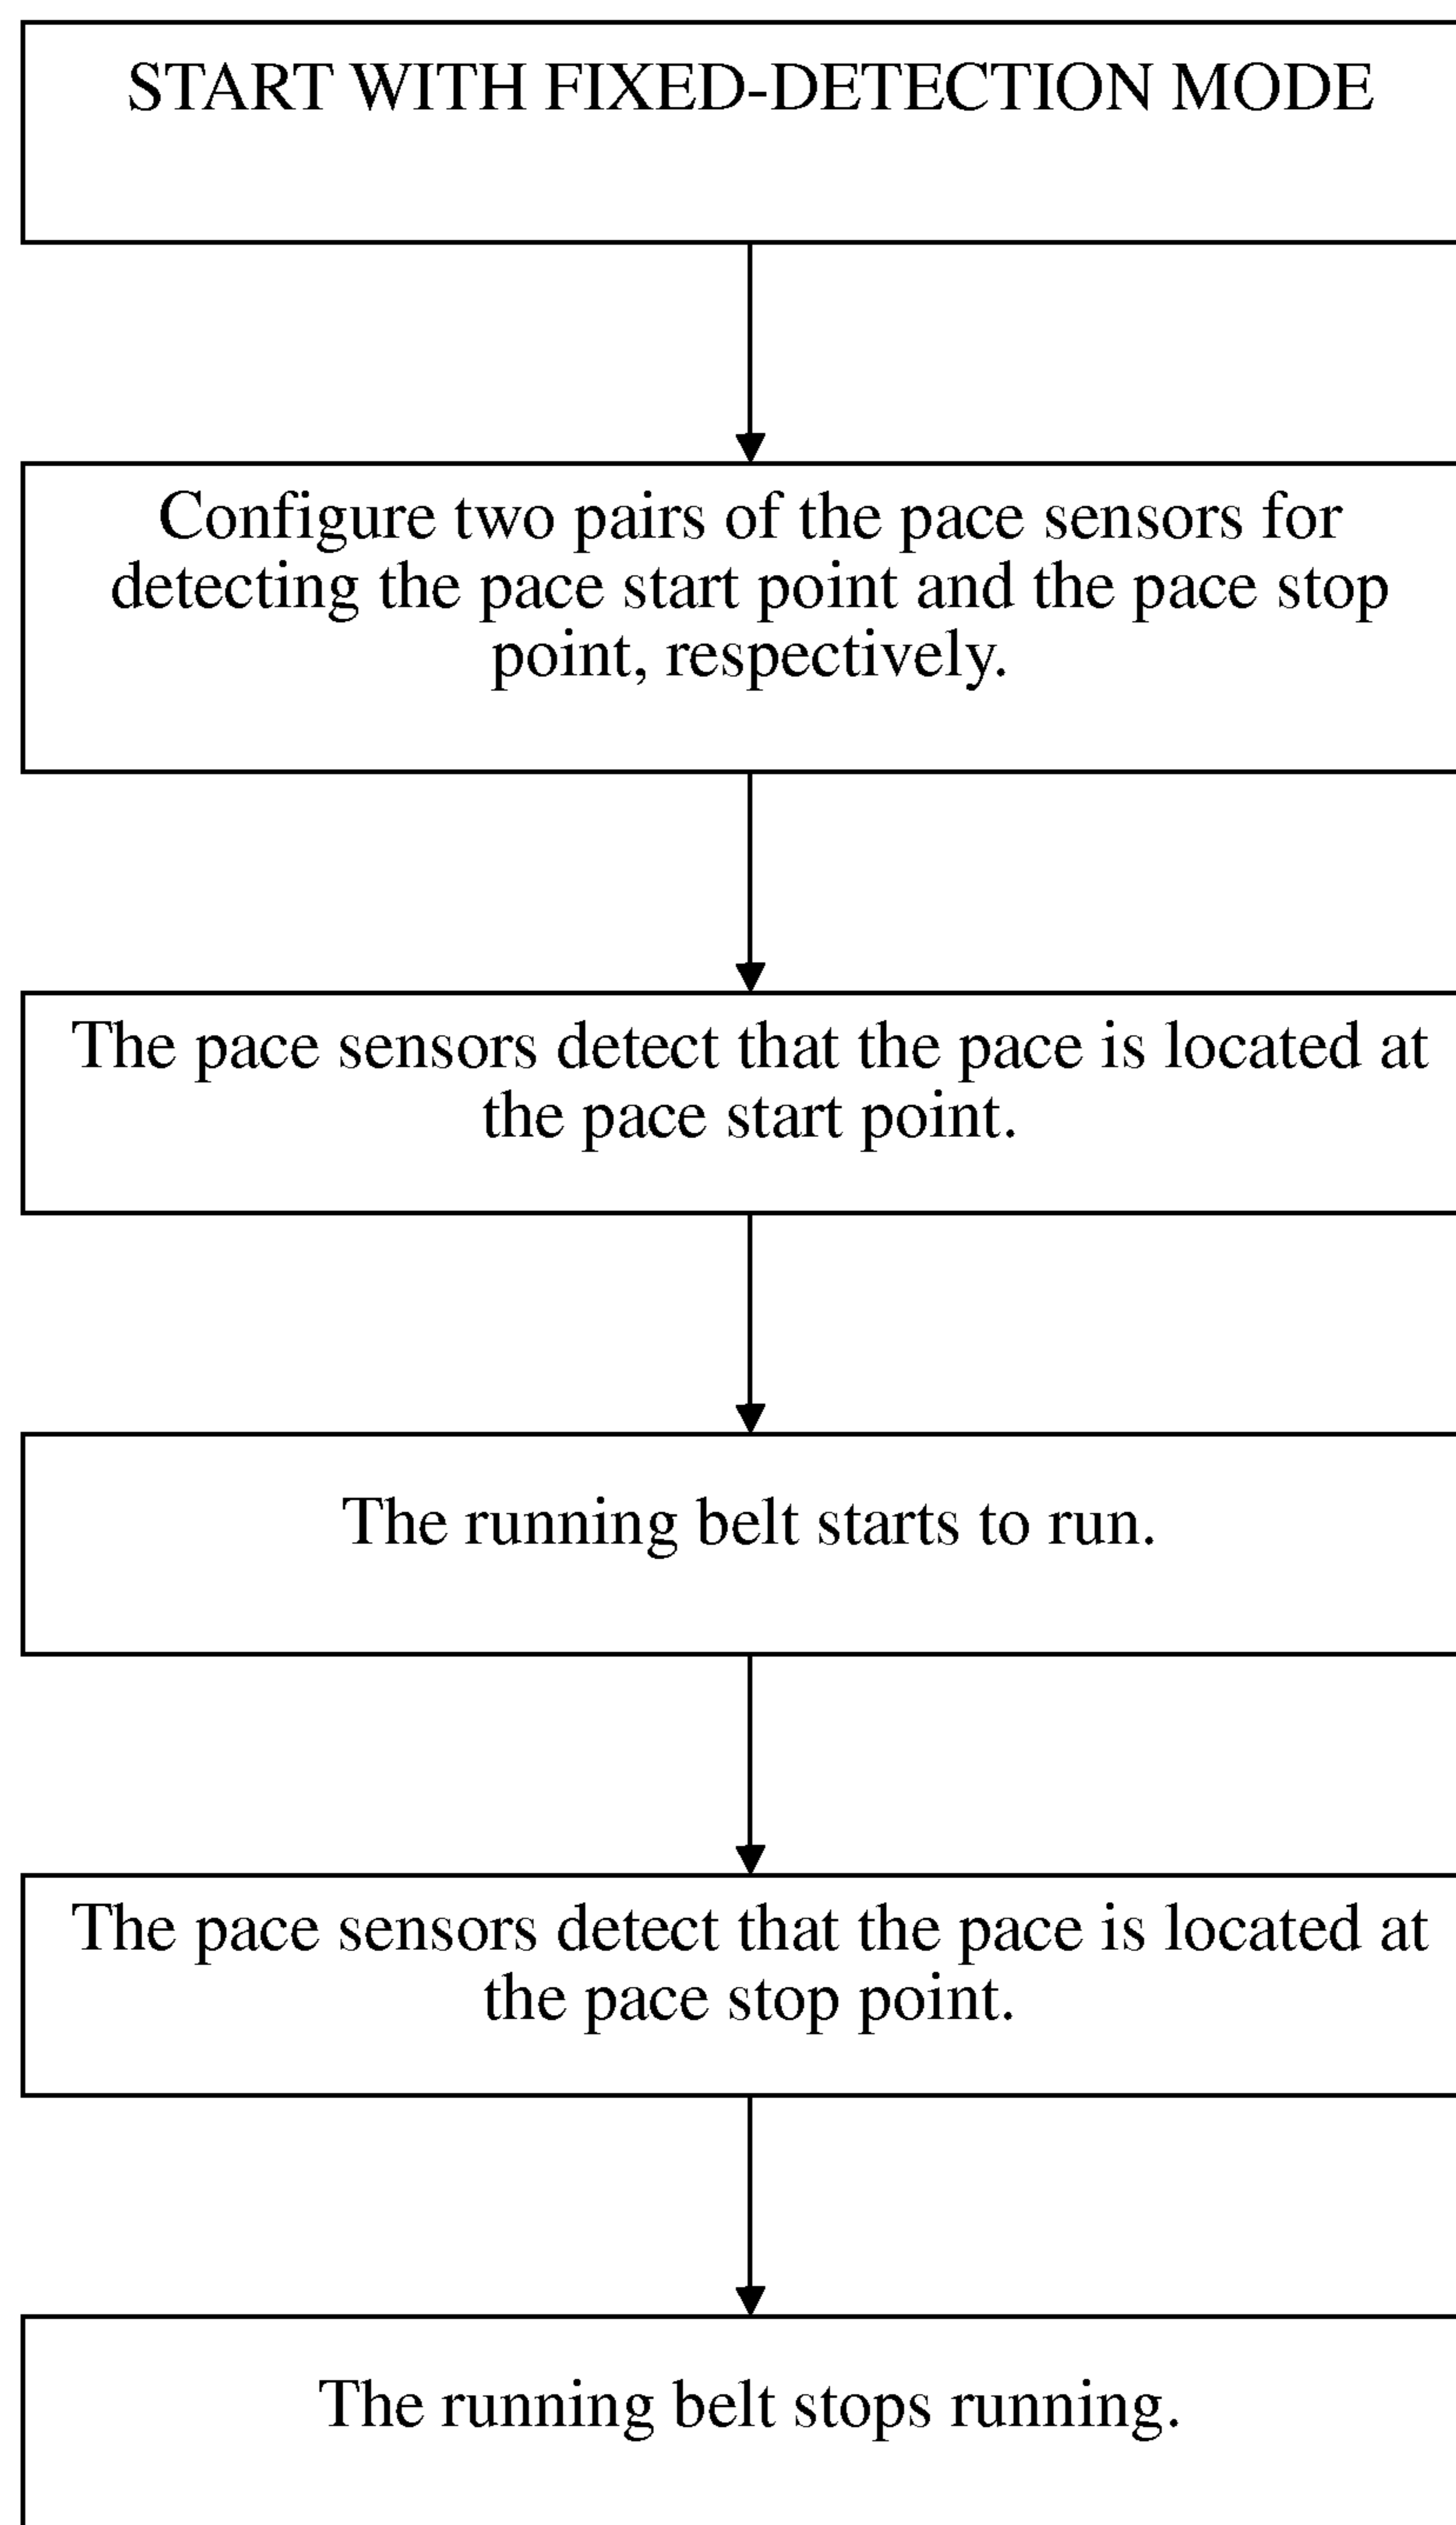 START WITH FIXED-DETECTION MODE
Configure two pairs of the pace sensors for
detecting the pace start point and the pace stop
point, respectively.
The pace sensors detect that the pace is located at
the pace start point.
The running belt starts to run.
The pace sensors detect that the pace is located at
the pace stop point.
The running belt stops running.